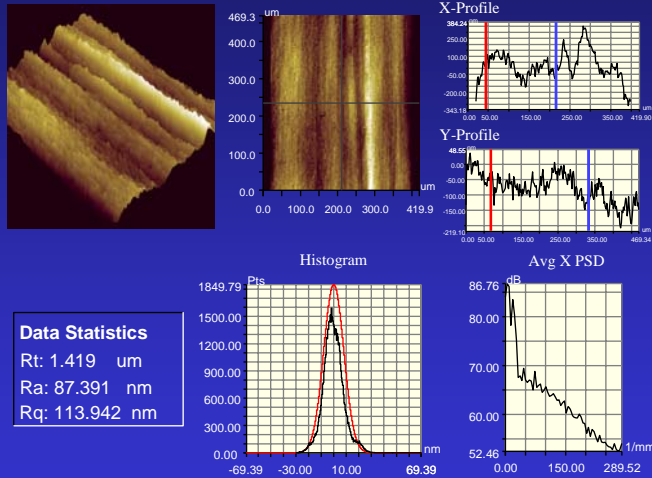 469.3 um
400.0
300.0
200.0
100.0
0.0
um
0.0 100.0 200.0 300.0 419.9
X-Profile
384.24
250.00
100.00
-50.00
-200.00
-343.18
um
0.00 50.00 150.00 250.00 350.00 419.90
Y-Profile
48.55
0.00
-50.00
-100.00
-150.00
-219.10
um
0.00 50.00 150.00 250.00 350.00 469.34
Histogram
Pts
1849.79
1500.00
1200.00
900.00
600.00
300.00
0.00
nm
-69.39 -30.00 10.00 69.39
Avg X PSD
dB
86.76
80.00
70.00
60.00
52.46
1/mm
0.00 150.00 289.52
Data Statistics
Rt: 1.419 um
Ra: 87.391 nm
Rq: 113.942 nm